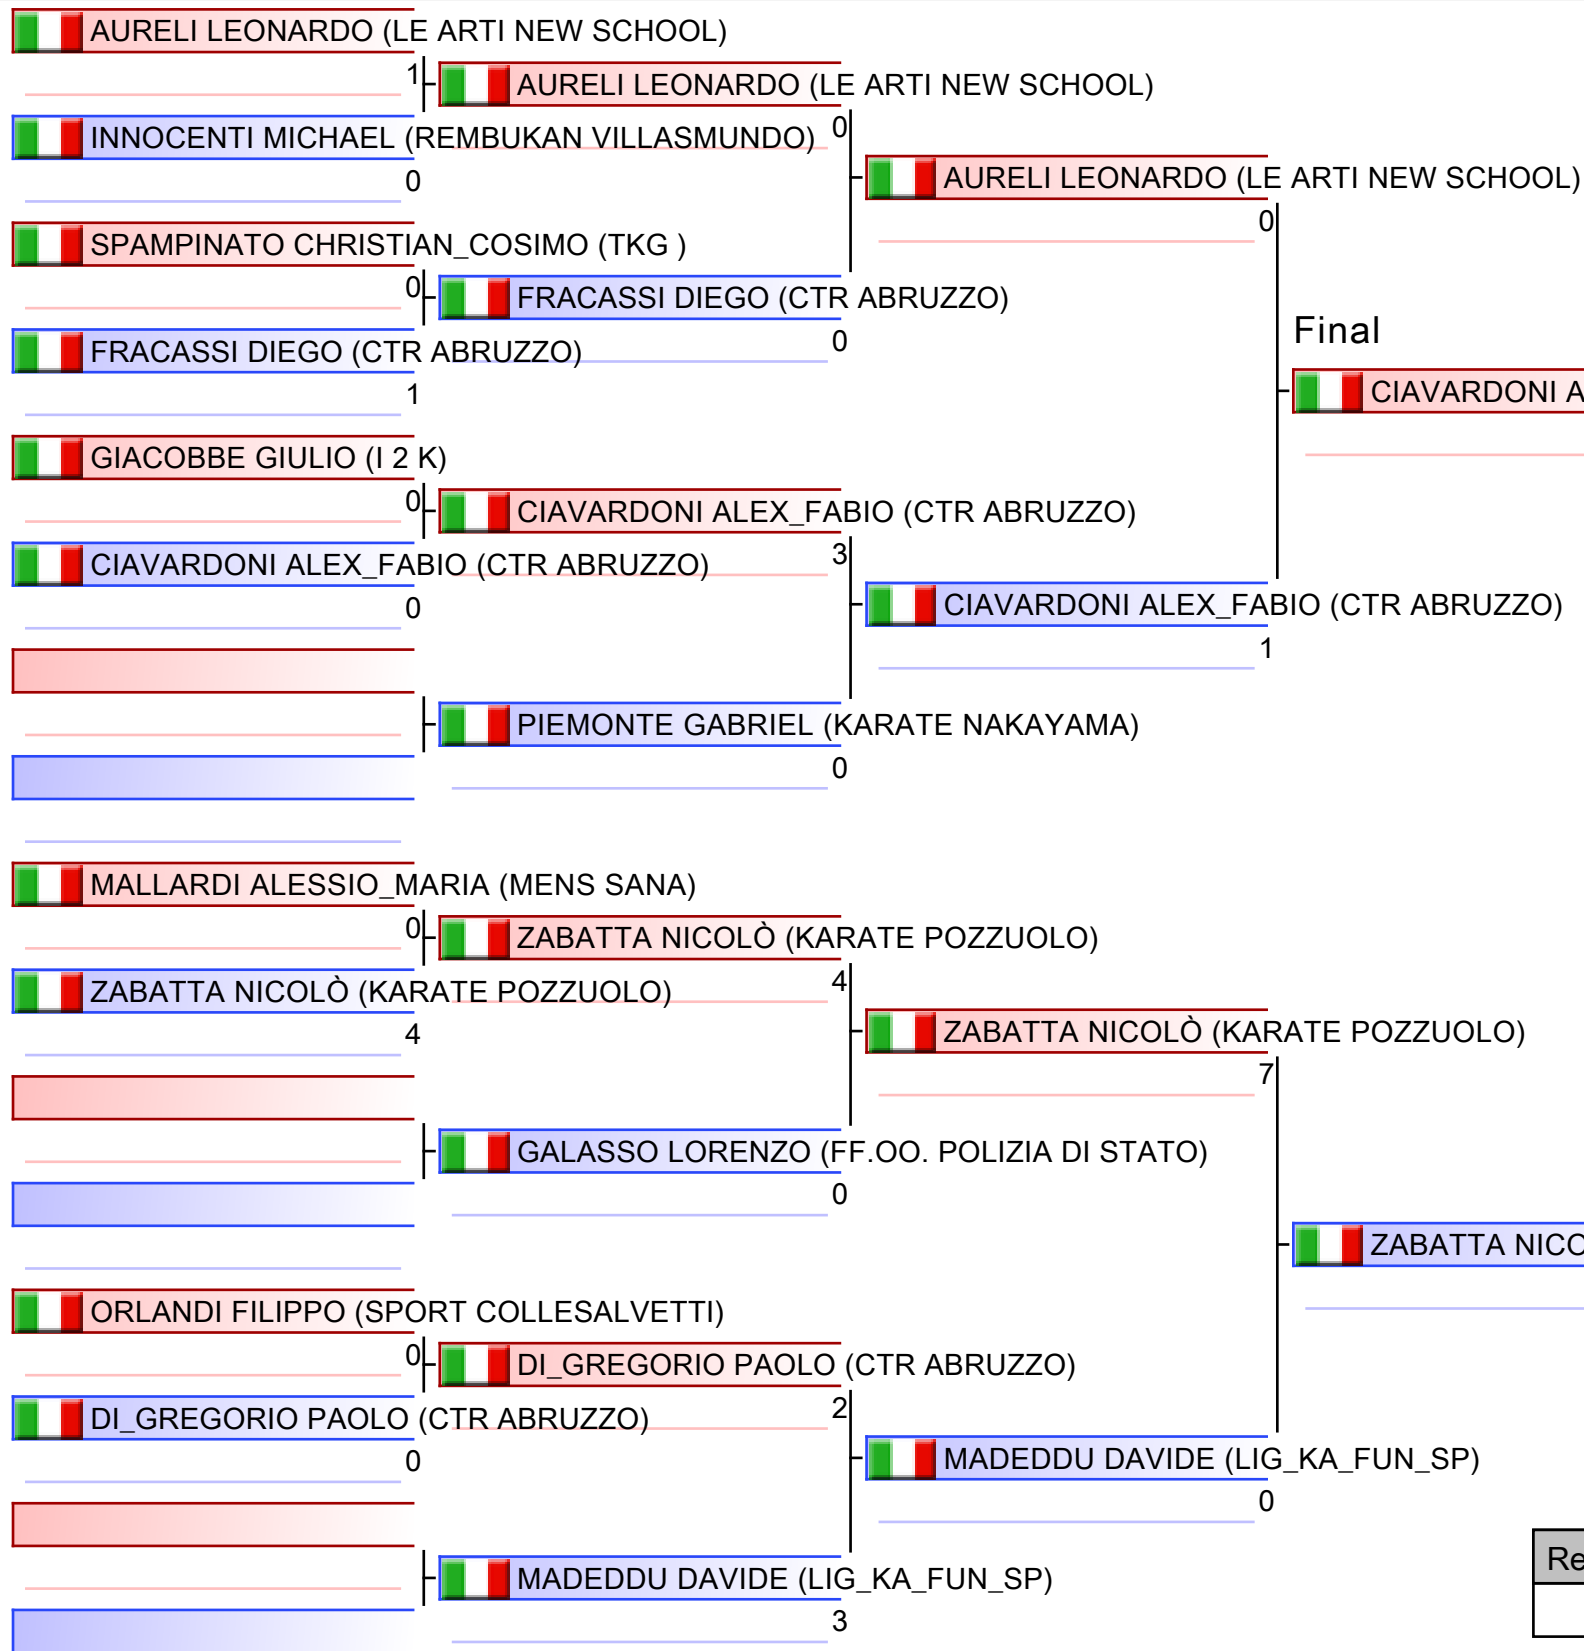 AURELI LEONARDO (LE ARTI NEW SCHOOL)
1
AURELI LEONARDO (LE ARTI NEW SCHOOL)
INNOCENTI MICHAEL (REMBUKAN VILLASMUNDO)
0
0
AURELI LEONARDO (LE ARTI NEW SCHOOL)
0
SPAMPINATO CHRISTIAN_COSIMO (TKG )
0
FRACASSI DIEGO (CTR ABRUZZO)
0
FRACASSI DIEGO (CTR ABRUZZO)
1
Final
CIAVARDONI A
GIACOBBE GIULIO (I 2 K)
0
CIAVARDONI ALEX_FABIO (CTR ABRUZZO)
3
CIAVARDONI ALEX_FABIO (CTR ABRUZZO)
0
CIAVARDONI ALEX_FABIO (CTR ABRUZZO)
1
PIEMONTE GABRIEL (KARATE NAKAYAMA)
0
MALLARDI ALESSIO_MARIA (MENS SANA)
0
ZABATTA NICOLÒ (KARATE POZZUOLO)
4
ZABATTA NICOLÒ (KARATE POZZUOLO)
4
ZABATTA NICOLÒ (KARATE POZZUOLO)
7
GALASSO LORENZO (FF.OO. POLIZIA DI STATO)
0
ZABATTA NICO
ORLANDI FILIPPO (SPORT COLLESALVETTI)
0
DI_GREGORIO PAOLO (CTR ABRUZZO)
2
DI_GREGORIO PAOLO (CTR ABRUZZO)
0
MADEDDU DAVIDE (LIG_KA_FUN_SP)
0
MADEDDU DAVIDE (LIG_KA_FUN_SP)
3
Re